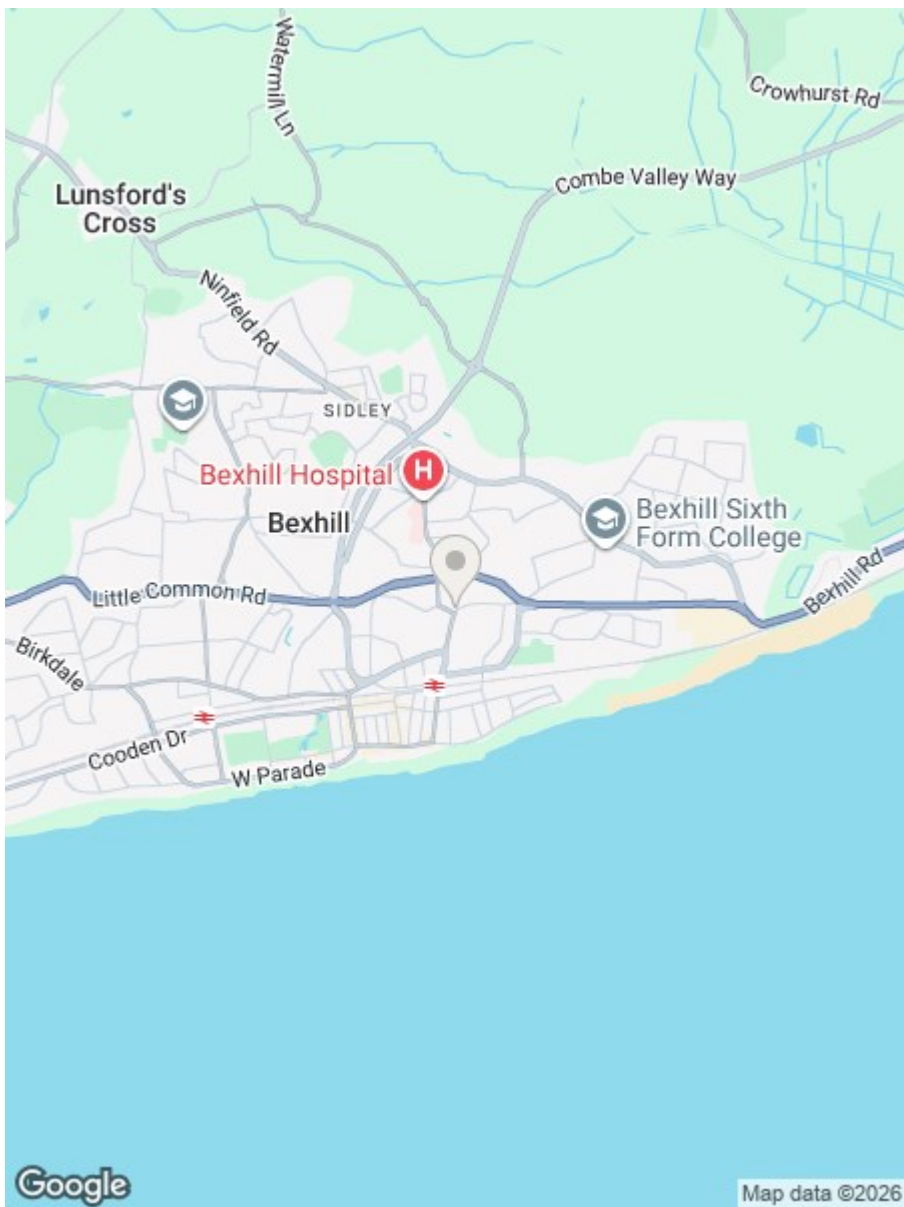 Watermill Ln
Crowhurst Rd
Combe Valley Way
Lunsford's
Cross
Ninfield Rd
SIDLEY
Bexhill Hospital
H
Bexhill
Bexhill Sixth
Form College
Bexhill Rd
Little Common Rd
Birkdale
Cooden Dr
W Parade
Google
Map data ©2026